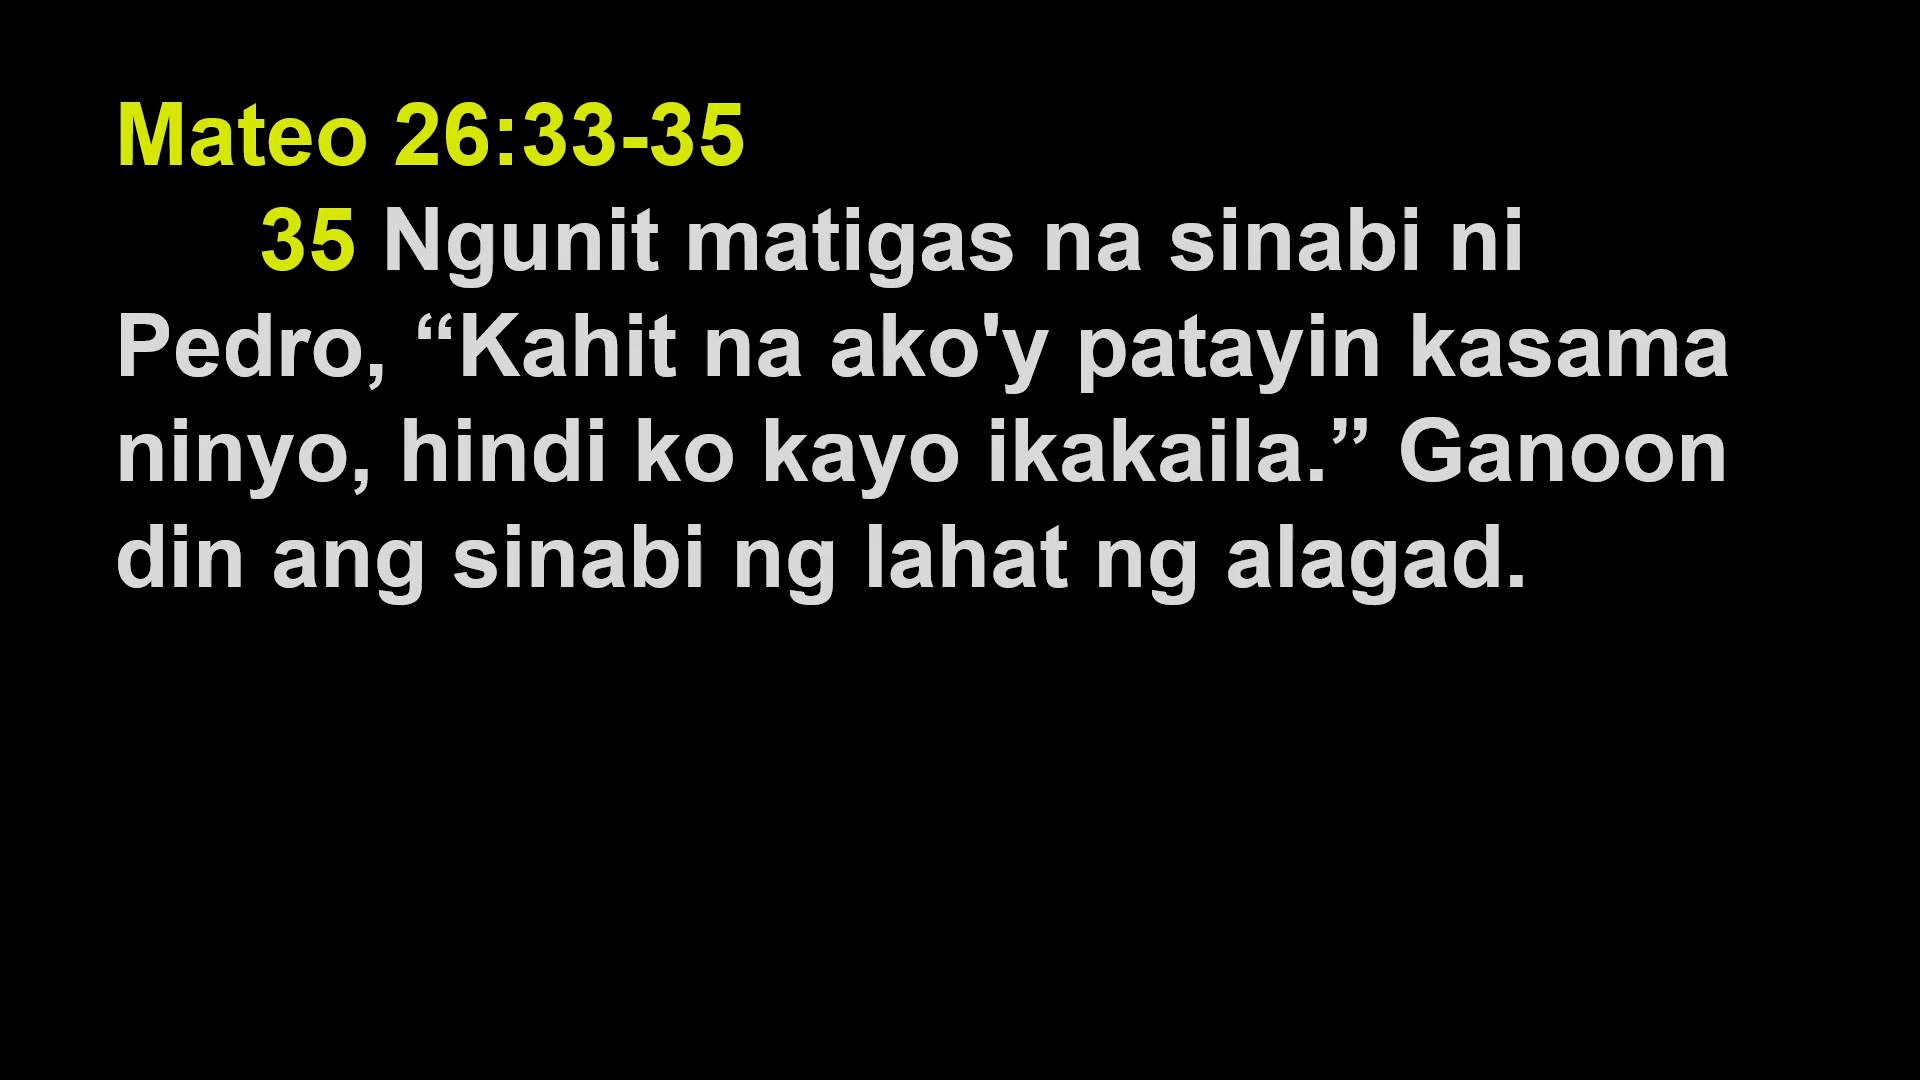 Mateo 26:33-35
35 Ngunit matigas na sinabi ni
Pedro, “Kahit na ako'y patayin kasama
ninyo, hindi ko kayo ikakaila.” Ganoon
din ang sinabi ng lahat ng alagad.